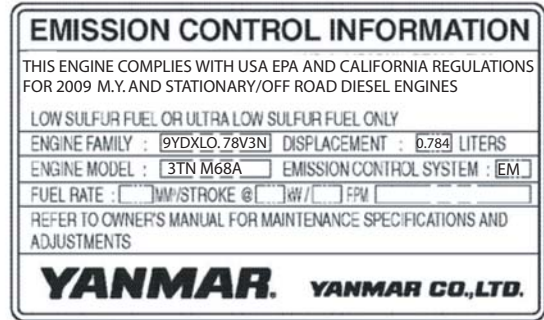 EMISSION CONTROL INFORMATION
THIS ENGINE COMPLIES WITH USA EPA AND CALIFORNIA REGULATIONS
FOR 2009 M.Y. AND STATIONARY/OFF ROAD DIESEL ENGINES
LOW SULFUR FUEL OR ULTRA LOW SULFUR FUEL ONLY
ENGINE FAMILY : 9YDXLO.78V3N DISPLACEMENT : 0.784 LITERS
ENGINE MODEL : 3TN M68A EMISSION CONTROL SYSTEM : EM
FUEL RATE : MM³/STROKE @ kW/ RPM
REFER TO OWNER'S MANUAL FOR MAINTENANCE SPECIFICATIONS AND
ADJUSTMENTS
YANMAR. YANMAR CO.,LTD.